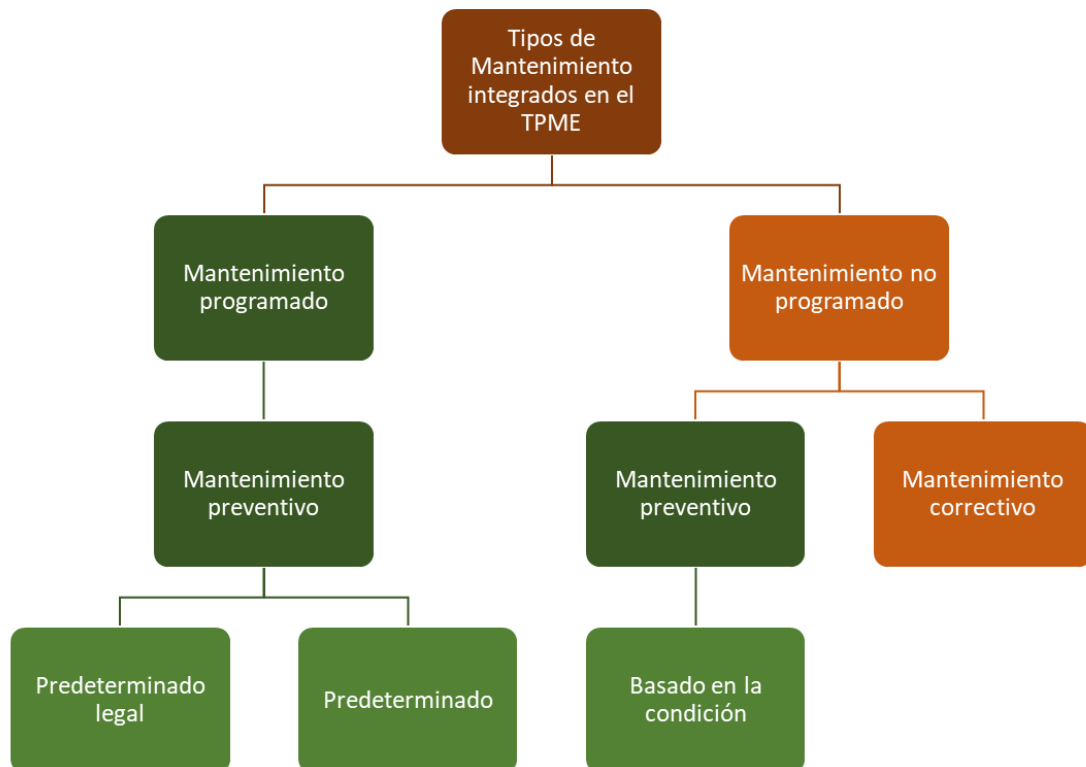 Tipos de
Mantenimiento
integrados en el
TPME
Mantenimiento
programado
Mantenimiento no
programado
Mantenimiento
preventivo
Mantenimiento
preventivo
Mantenimiento
correctivo
Predeterminado
legal
Predeterminado
Basado en la
condición